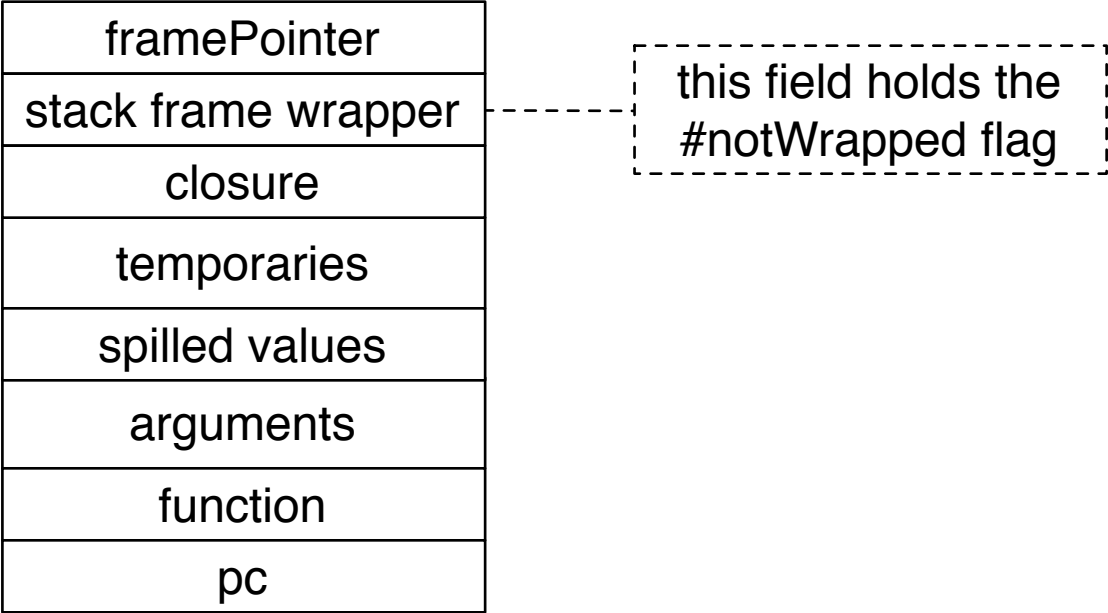 framePointer
stack frame wrapper
this field holds the
#notWrapped flag
closure
temporaries
spilled values
arguments
function
pc